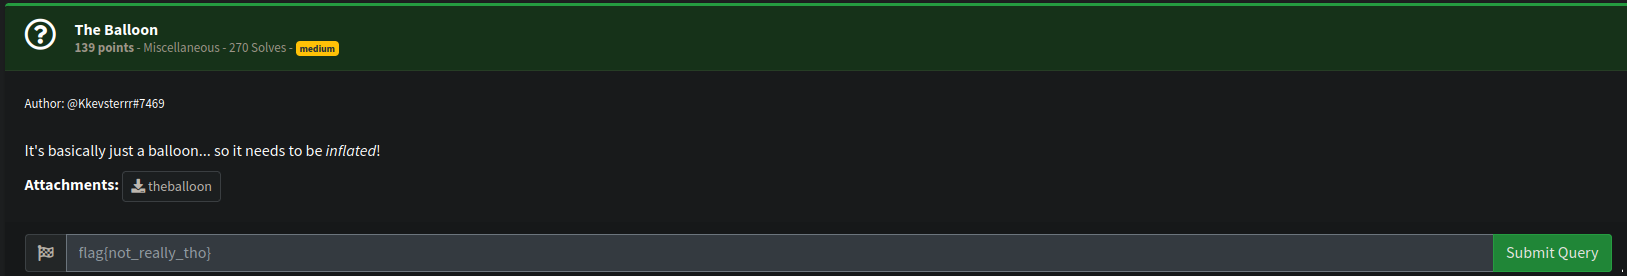 The Balloon
139 points - Miscellaneous - 270 Solves - medium
Author: @Kkevsterrr#7469
It's basically just a balloon... so it needs to be inflated!
Attachments: theballoon
flag{not_really_tho} Submit Query